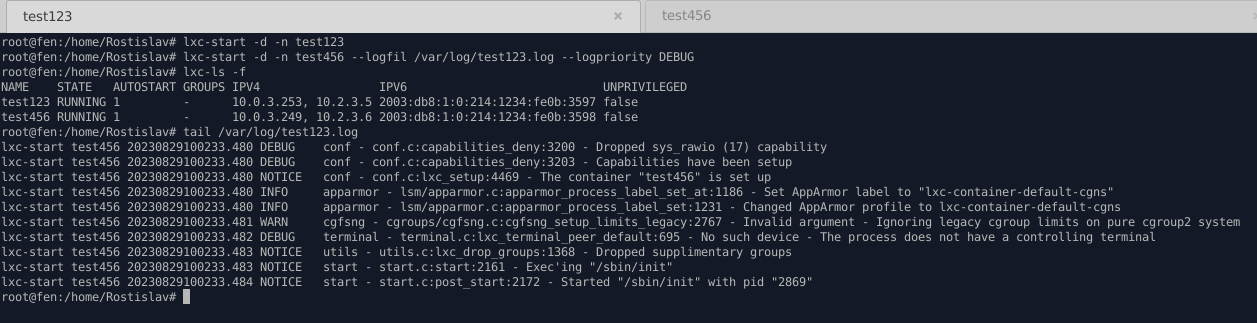 test123 × test456
root@fen:/home/Rostislav# lxc-start -d -n test123
root@fen:/home/Rostislav# lxc-start -d -n test456 --logfil /var/log/test123.log --logpriority DEBUG
root@fen:/home/Rostislav# lxc-ls -f
NAME    STATE   AUTOSTART GROUPS IPV4                 IPV6                            UNPRIVILEGED
test123 RUNNING 1         -      10.0.3.253, 10.2.3.5 2003:db8:1:0:214:1234:fe0b:3597 false
test456 RUNNING 1         -      10.0.3.249, 10.2.3.6 2003:db8:1:0:214:1234:fe0b:3598 false
root@fen:/home/Rostislav# tail /var/log/test123.log
lxc-start test456 20230829100233.480 DEBUG    conf - conf.c:capabilities_deny:3200 - Dropped sys_rawio (17) capability
lxc-start test456 20230829100233.480 DEBUG    conf - conf.c:capabilities_deny:3203 - Capabilities have been setup
lxc-start test456 20230829100233.480 NOTICE   conf - conf.c:lxc_setup:4469 - The container "test456" is set up
lxc-start test456 20230829100233.480 INFO     apparmor - lsm/apparmor.c:apparmor_process_label_set_at:1186 - Set AppArmor label to "lxc-container-default-cgns"
lxc-start test456 20230829100233.480 INFO     apparmor - lsm/apparmor.c:apparmor_process_label_set:1231 - Changed AppArmor profile to lxc-container-default-cgns
lxc-start test456 20230829100233.481 WARN     cgfsng - cgroups/cgfsng.c:cgfsng_setup_limits_legacy:2767 - Invalid argument - Ignoring legacy cgroup limits on pure cgroup2 system
lxc-start test456 20230829100233.482 DEBUG    terminal - terminal.c:lxc_terminal_peer_default:695 - No such device - The process does not have a controlling terminal
lxc-start test456 20230829100233.483 NOTICE   utils - utils.c:lxc_drop_groups:1368 - Dropped supplimentary groups
lxc-start test456 20230829100233.483 NOTICE   start - start.c:start:2161 - Exec'ing "/sbin/init"
lxc-start test456 20230829100233.484 NOTICE   start - start.c:post_start:2172 - Started "/sbin/init" with pid "2869"
root@fen:/home/Rostislav#